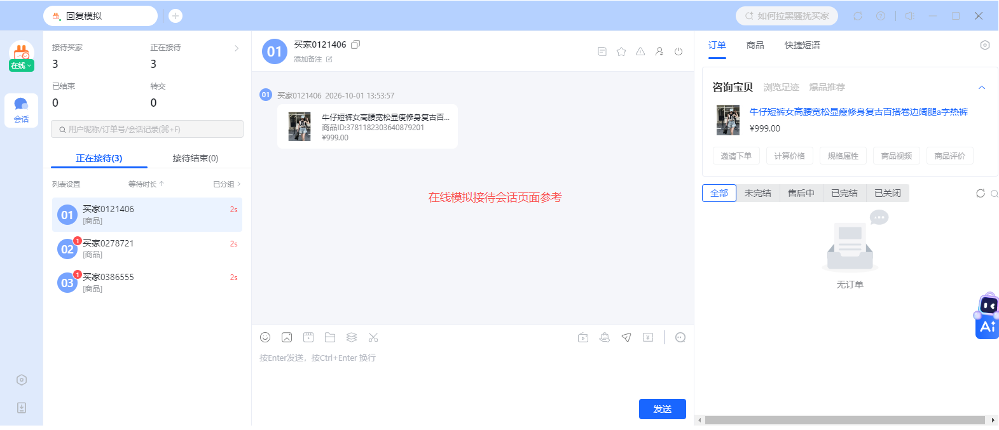 回复模拟
如何拉黑骚扰买家
在线
会话
接待买家
正在接待
3
3
已结束
转交
0
0
用户昵称/订单号/会话记录(⌘+F)
正在接待(3)
接待结束(0)
列表设置
等待时长↑
已分组
01
买家0121406
2s
[商品]
02
1
买家0278721
2s
[商品]
03
1
买家0386555
2s
[商品]
01
买家0121406
添加备注
01
买家0121406 2026-10-01 13:53:57
牛仔短裤女高腰宽松显瘦修身复古百...
商品ID:3781182303640879201
¥999.00
在线模拟接待会话页面参考
按Enter发送，按Ctrl+Enter 换行
发送
订单
商品
快捷短语
咨询宝贝
浏览足迹
爆品推荐
牛仔短裤女高腰宽松显瘦修身复古百搭卷边阔腿a字热裤
¥999.00
邀请下单
计算价格
规格属性
商品视频
商品评价
全部
未完结
售后中
已完结
已关闭
无订单
Ai